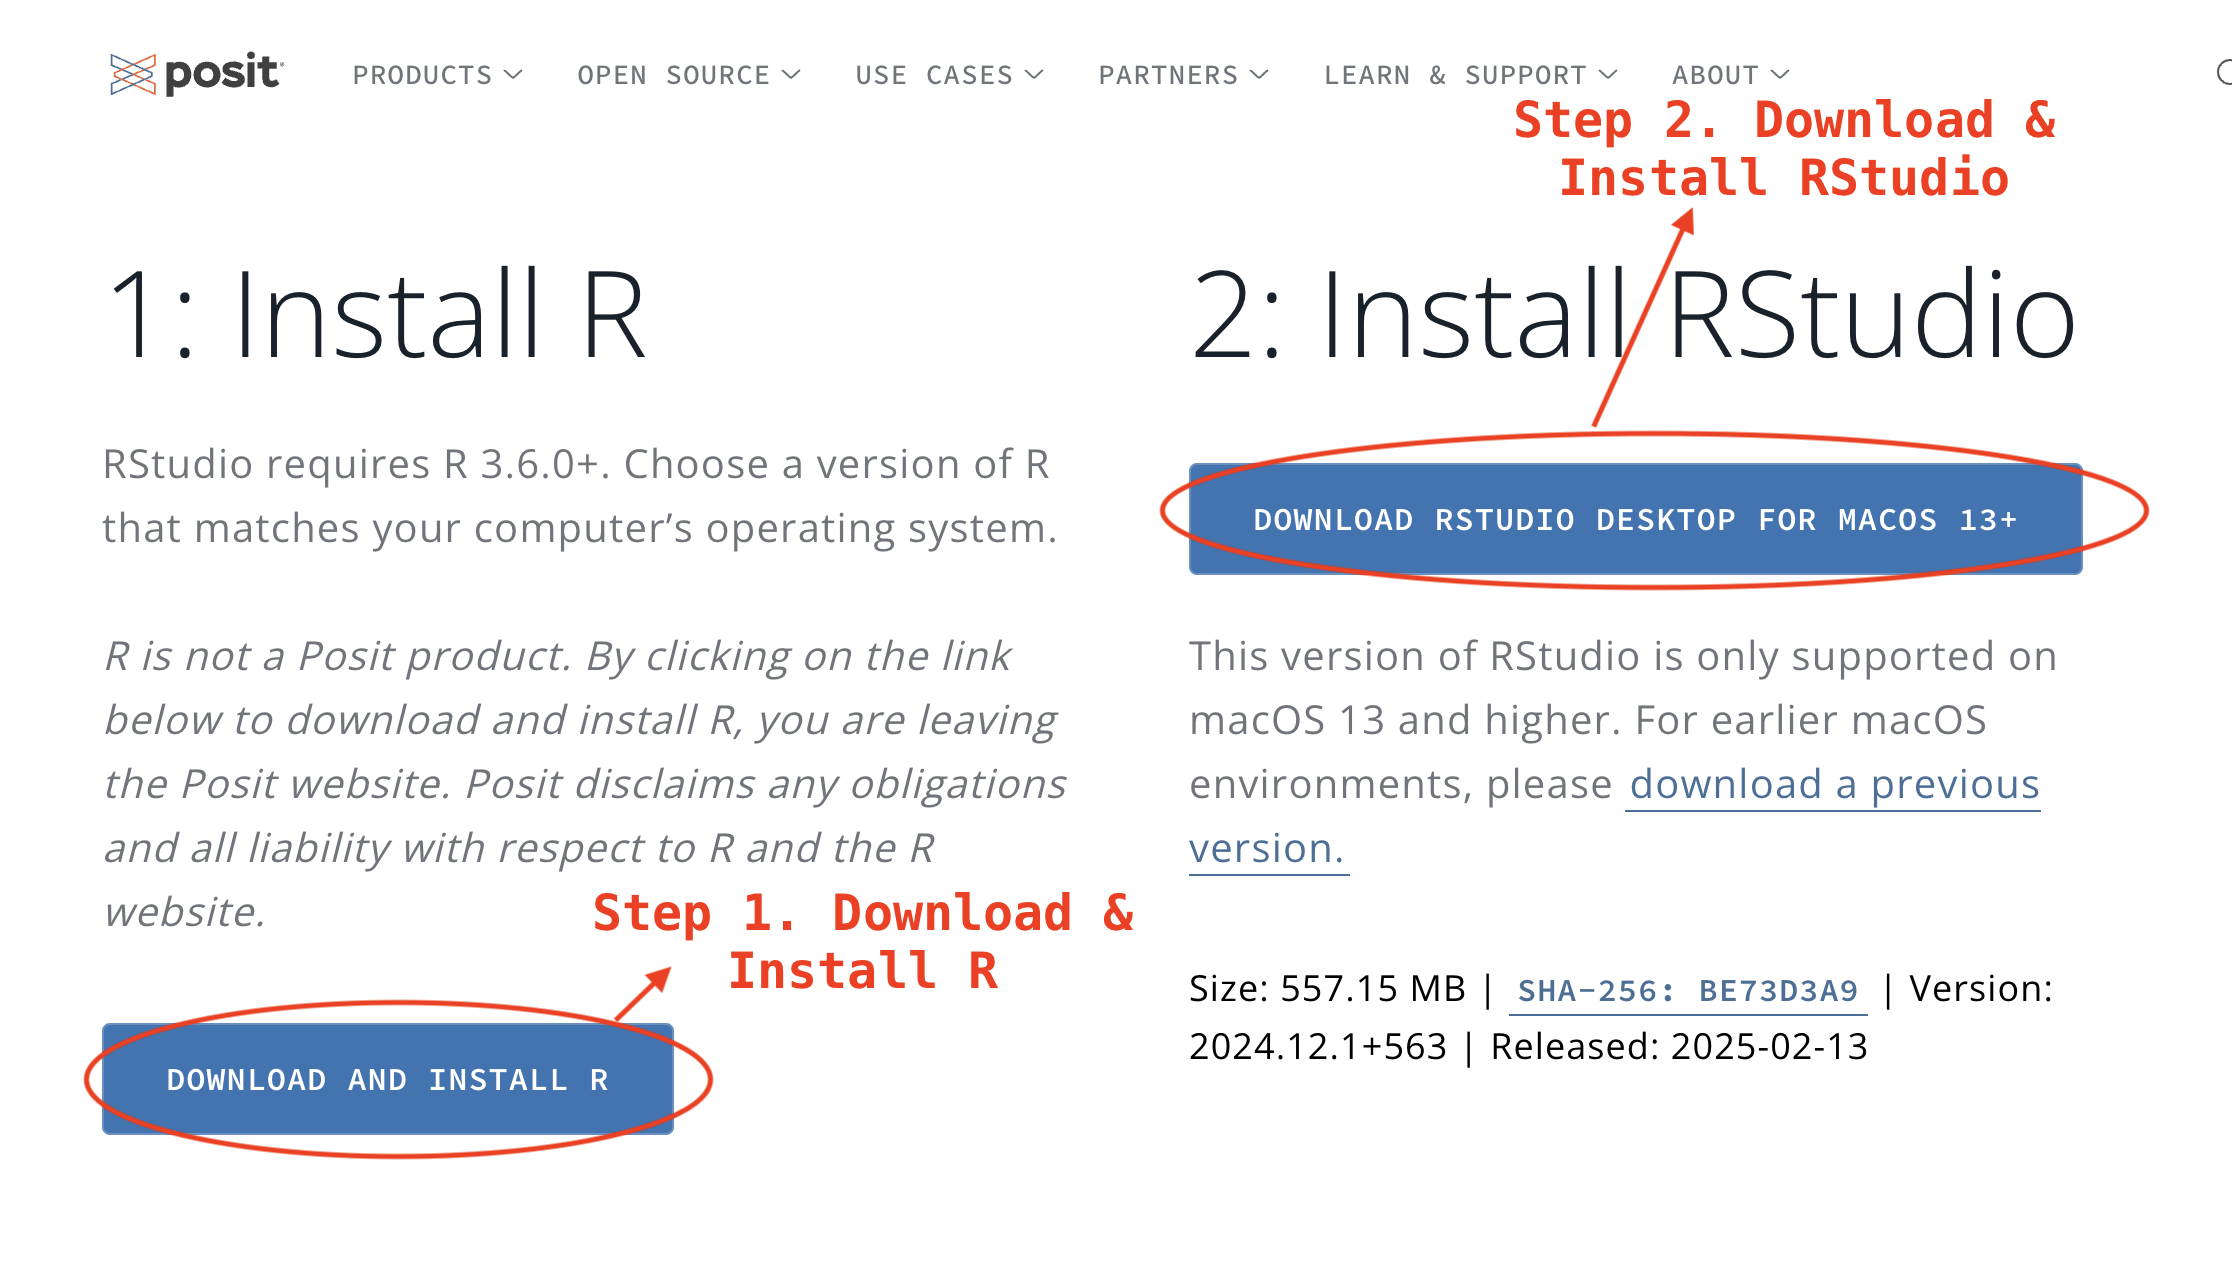 posit
PRODUCTS
OPEN SOURCE
USE CASES
PARTNERS
LEARN & SUPPORT
ABOUT
Step 2. Download &
Install RStudio
1: Install R
RStudio requires R 3.6.0+. Choose a version of R
that matches your computer’s operating system.
R is not a Posit product. By clicking on the link
below to download and install R, you are leaving
the Posit website. Posit disclaims any obligations
and all liability with respect to R and the R
website.
Step 1. Download &
Install R
DOWNLOAD AND INSTALL R
2: Install RStudio
DOWNLOAD RSTUDIO DESKTOP FOR MACOS 13+
This version of RStudio is only supported on
macOS 13 and higher. For earlier macOS
environments, please download a previous
version.
Size: 557.15 MB | SHA-256: BE73D3A9 | Version:
2024.12.1+563 | Released: 2025-02-13